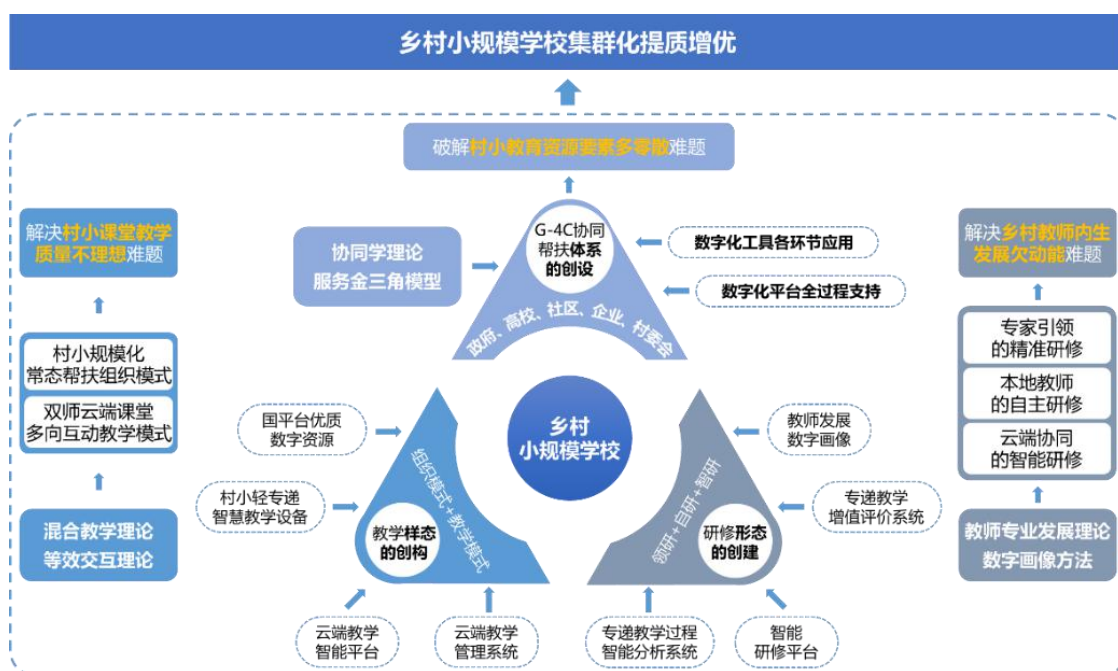 乡村小规模学校集群化提质增优
破解村小教育资源要素多零散难题
解决村小课堂教学
质量不理想难题
村小规模化
常态帮扶组织模式
双师云端课堂
多向互动教学模式
混合教学理论
等效交互理论
协同学理论
服务金三角模型
G-4C协同
帮扶体系
的创设
政府、高校、社区、企业、村委会
数字化工具各环节应用
数字化平台全过程支持
解决乡村教师内生
发展欠动能难题
专家引领
的精准研修
本地教师
的自主研修
云端协同
的智能研修
教师专业发展理论
数字画像方法
乡村
小规模学校
国平台优质
数字资源
村小轻专递
智慧教学设备
组织模式+教学模式
教学样态
的创构
云端教学
智能平台
云端教学
管理系统
教师发展
数字画像
专递教学
增值评价系统
领研+自研+智研
研修形态
的创建
专递教学过程
智能分析系统
智能
研修平台